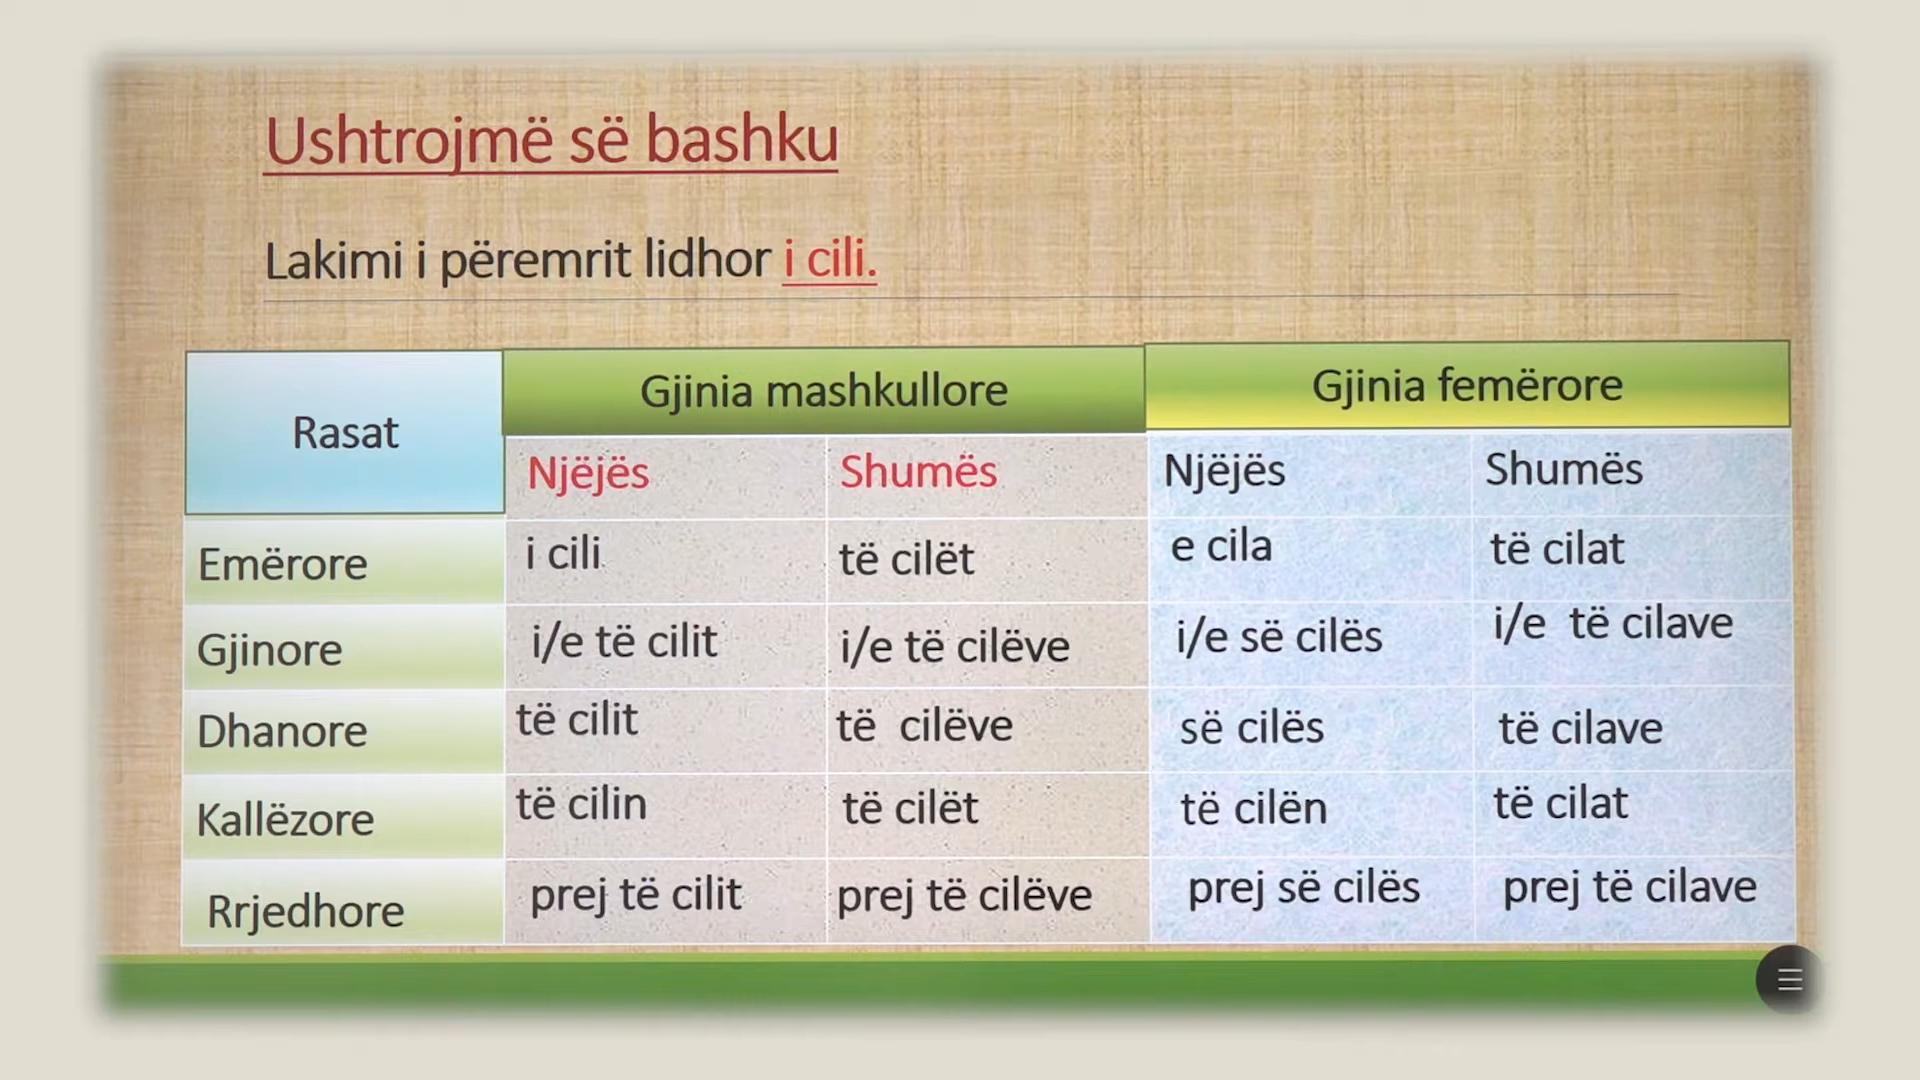 Ushtrojmë së bashku
Lakimi i përemrit lidhor i cili.
Rasat Gjinia mashkullore Gjinia femërore
Njëjës Shumës Njëjës Shumës
Emërore i cili të cilët e cila të cilat
Gjinore i/e të cilit i/e të cilëve i/e së cilës i/e të cilave
Dhanore të cilit të cilëve së cilës të cilave
Kallëzore të cilin të cilët të cilën të cilat
Rrjedhore prej të cilit prej të cilëve prej së cilës prej të cilave